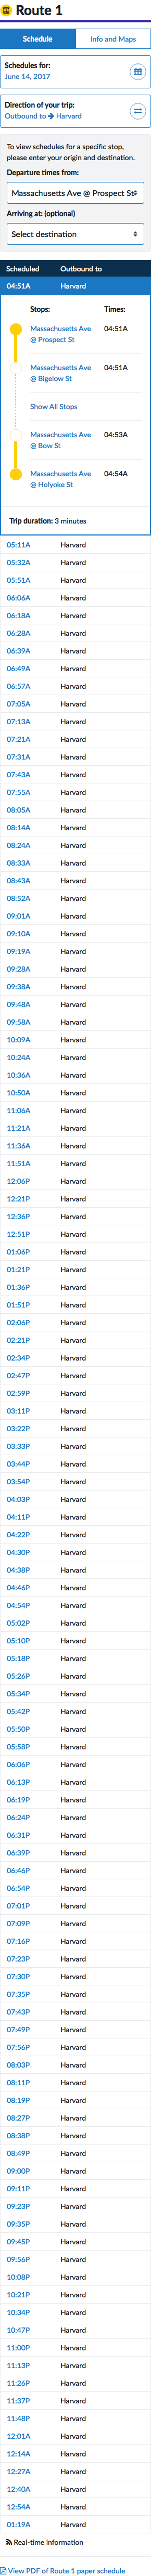 Route 1
Schedule
Info and Maps
Schedules for:
June 14, 2017
Direction of your trip:
Outbound to → Harvard
To view schedules for a specific stop,
please enter your origin and destination.
Departure times from:
Massachusetts Ave @ Prospect St
Arriving at: (optional)
Select destination
Scheduled Outbound to
04:51A Harvard
Stops: Times:
Massachusetts Ave 04:51A
@ Prospect St
Massachusetts Ave 04:51A
@ Bigelow St
Show All Stops
Massachusetts Ave 04:53A
@ Bow St
Massachusetts Ave 04:54A
@ Holyoke St
Trip duration: 3 minutes
05:11A Harvard
05:32A Harvard
05:51A Harvard
06:06A Harvard
06:18A Harvard
06:28A Harvard
06:39A Harvard
06:49A Harvard
06:57A Harvard
07:05A Harvard
07:13A Harvard
07:21A Harvard
07:31A Harvard
07:43A Harvard
07:55A Harvard
08:05A Harvard
08:14A Harvard
08:24A Harvard
08:33A Harvard
08:43A Harvard
08:52A Harvard
09:01A Harvard
09:10A Harvard
09:19A Harvard
09:28A Harvard
09:38A Harvard
09:48A Harvard
09:58A Harvard
10:09A Harvard
10:24A Harvard
10:36A Harvard
10:50A Harvard
11:06A Harvard
11:21A Harvard
11:36A Harvard
11:51A Harvard
12:06P Harvard
12:21P Harvard
12:36P Harvard
12:51P Harvard
01:06P Harvard
01:21P Harvard
01:36P Harvard
01:51P Harvard
02:06P Harvard
02:21P Harvard
02:34P Harvard
02:47P Harvard
02:59P Harvard
03:11P Harvard
03:22P Harvard
03:33P Harvard
03:44P Harvard
03:54P Harvard
04:03P Harvard
04:11P Harvard
04:22P Harvard
04:30P Harvard
04:38P Harvard
04:46P Harvard
04:54P Harvard
05:02P Harvard
05:10P Harvard
05:18P Harvard
05:26P Harvard
05:34P Harvard
05:42P Harvard
05:50P Harvard
05:58P Harvard
06:06P Harvard
06:13P Harvard
06:19P Harvard
06:24P Harvard
06:31P Harvard
06:39P Harvard
06:46P Harvard
06:54P Harvard
07:01P Harvard
07:09P Harvard
07:16P Harvard
07:23P Harvard
07:30P Harvard
07:35P Harvard
07:43P Harvard
07:49P Harvard
07:56P Harvard
08:03P Harvard
08:11P Harvard
08:19P Harvard
08:27P Harvard
08:38P Harvard
08:49P Harvard
09:00P Harvard
09:11P Harvard
09:23P Harvard
09:35P Harvard
09:45P Harvard
09:56P Harvard
10:08P Harvard
10:21P Harvard
10:34P Harvard
10:47P Harvard
11:00P Harvard
11:13P Harvard
11:26P Harvard
11:37P Harvard
11:48P Harvard
12:01A Harvard
12:14A Harvard
12:27A Harvard
12:40A Harvard
12:54A Harvard
01:19A Harvard
Real-time information
View PDF of Route 1 paper schedule